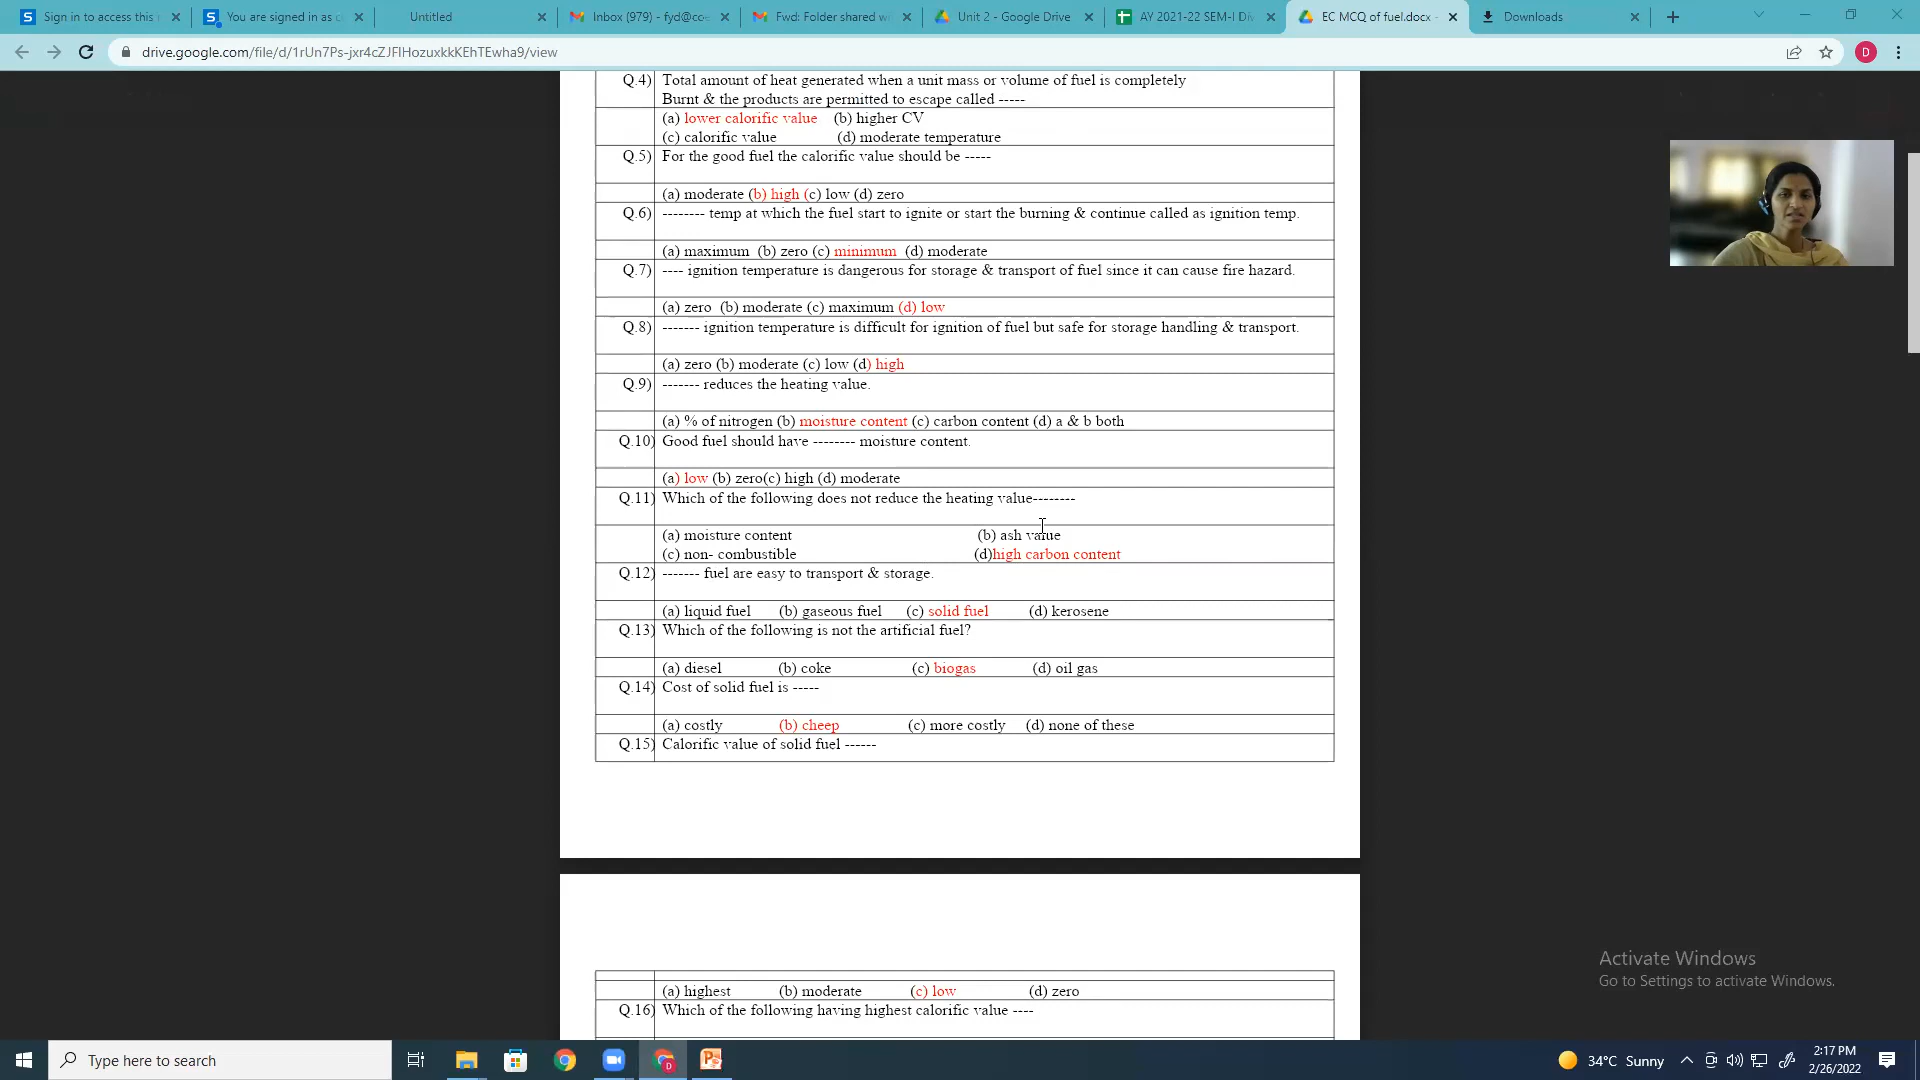 Sign in to access this
You are signed in as c
Untitled
Inbox (979) - fyd@coe
Fwd: Folder shared w
Unit 2 - Google Drive
AY 2021-22 SEM-I Div
EC MCQ of fuel.docx -
Downloads
drive.google.com/file/d/1rUn7Ps-jxr4cZJFlHozuxkkKEhTEwha9/view
D
Q.4) Total amount of heat generated when a unit mass or volume of fuel is completely
Burnt & the products are permitted to escape called -----
(a) lower calorific value (b) higher CV
(c) calorific value (d) moderate temperature
Q.5) For the good fuel the calorific value should be -----
(a) moderate (b) high (c) low (d) zero
Q.6) -------- temp at which the fuel start to ignite or start the burning & continue called as ignition temp.
(a) maximum (b) zero (c) minimum (d) moderate
Q.7) ---- ignition temperature is dangerous for storage & transport of fuel since it can cause fire hazard.
(a) zero (b) moderate (c) maximum (d) low
Q.8) ------- ignition temperature is difficult for ignition of fuel but safe for storage handling & transport.
(a) zero (b) moderate (c) low (d) high
Q.9) ------- reduces the heating value.
(a) % of nitrogen (b) moisture content (c) carbon content (d) a & b both
Q.10) Good fuel should have -------- moisture content.
(a) low (b) zero(c) high (d) moderate
Q.11) Which of the following does not reduce the heating value--------
(a) moisture content (b) ash value
(c) non- combustible (d)high carbon content
Q.12) ------- fuel are easy to transport & storage.
(a) liquid fuel (b) gaseous fuel (c) solid fuel (d) kerosene
Q.13) Which of the following is not the artificial fuel?
(a) diesel (b) coke (c) biogas (d) oil gas
Q.14) Cost of solid fuel is -----
(a) costly (b) cheep (c) more costly (d) none of these
Q.15) Calorific value of solid fuel ------
(a) highest (b) moderate (c) low (d) zero
Q.16) Which of the following having highest calorific value ----
Activate Windows
Go to Settings to activate Windows.
Type here to search
34°C Sunny
2:17 PM
2/26/2022